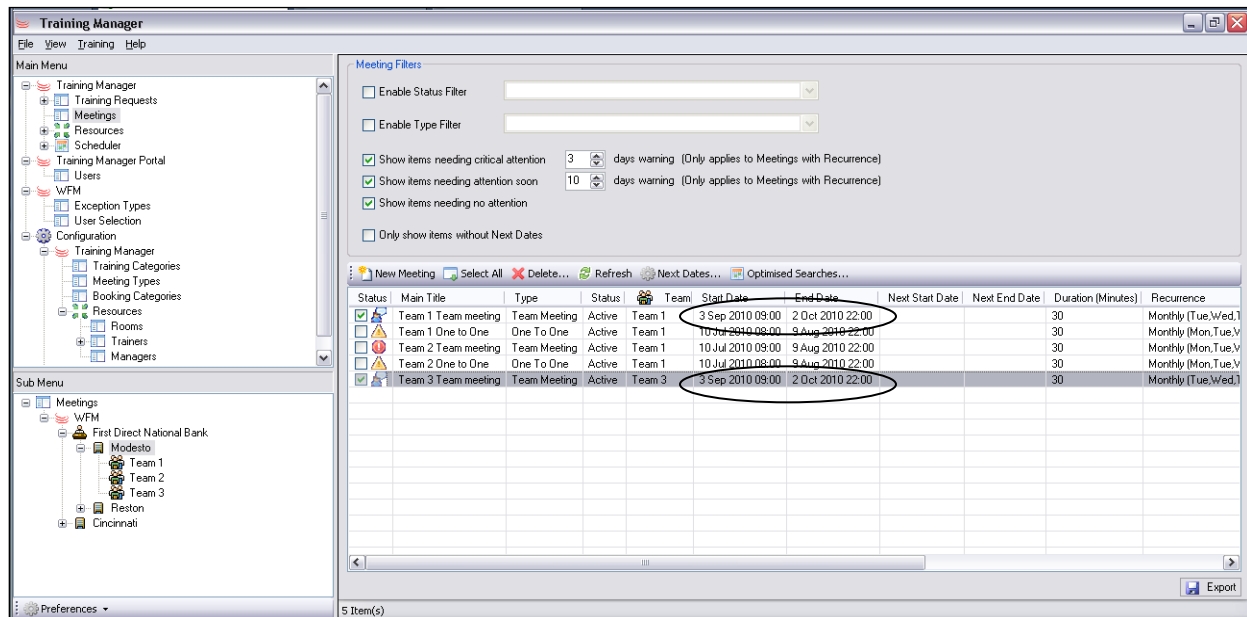 Training Manager
File View Training Help
Main Menu
Training Manager
Training Requests
Meetings
Resources
Scheduler
Training Manager Portal
Users
WFM
Exception Types
User Selection
Configuration
Training Manager
Training Categories
Meeting Types
Booking Categories
Resources
Rooms
Trainers
Managers
Sub Menu
Meetings
WFM
First Direct National Bank
Modesto
Team 1
Team 2
Team 3
Reston
Cincinnati
Preferences
Meeting Filters
Enable Status Filter
Enable Type Filter
Show items needing critical attention 3 days warning (Only applies to Meetings with Recurrence)
Show items needing attention soon 10 days warning (Only applies to Meetings with Recurrence)
Show items needing no attention
Only show items without Next Dates
New Meeting Select All Delete... Refresh Next Dates... Optimised Searches...
Status Main Title Type Status Team Start Date End Date Next Start Date Next End Date Duration (Minutes) Recurrence
Team 1 Team meeting Team Meeting Active Team 1 3 Sep 2010 09:00 2 Oct 2010 22:00 30 Monthly (Tue,Wed,T
Team 1 One to One One To One Active Team 1 10 Jul 2010 08:00 9 Aug 2010 22:00 30 Monthly (Mon,Tue,W
Team 2 Team meeting Team Meeting Active Team 1 10 Jul 2010 09:00 9 Aug 2010 22:00 30 Monthly (Mon,Tue,W
Team 2 One to One One To One Active Team 1 10 Jul 2010 08:00 9 Aug 2010 22:00 30 Monthly (Mon,Tue,W
Team 3 Team meeting Team Meeting Active Team 3 3 Sep 2010 09:00 2 Oct 2010 22:00 30 Monthly (Tue,Wed,T
Export
5 Item(s)